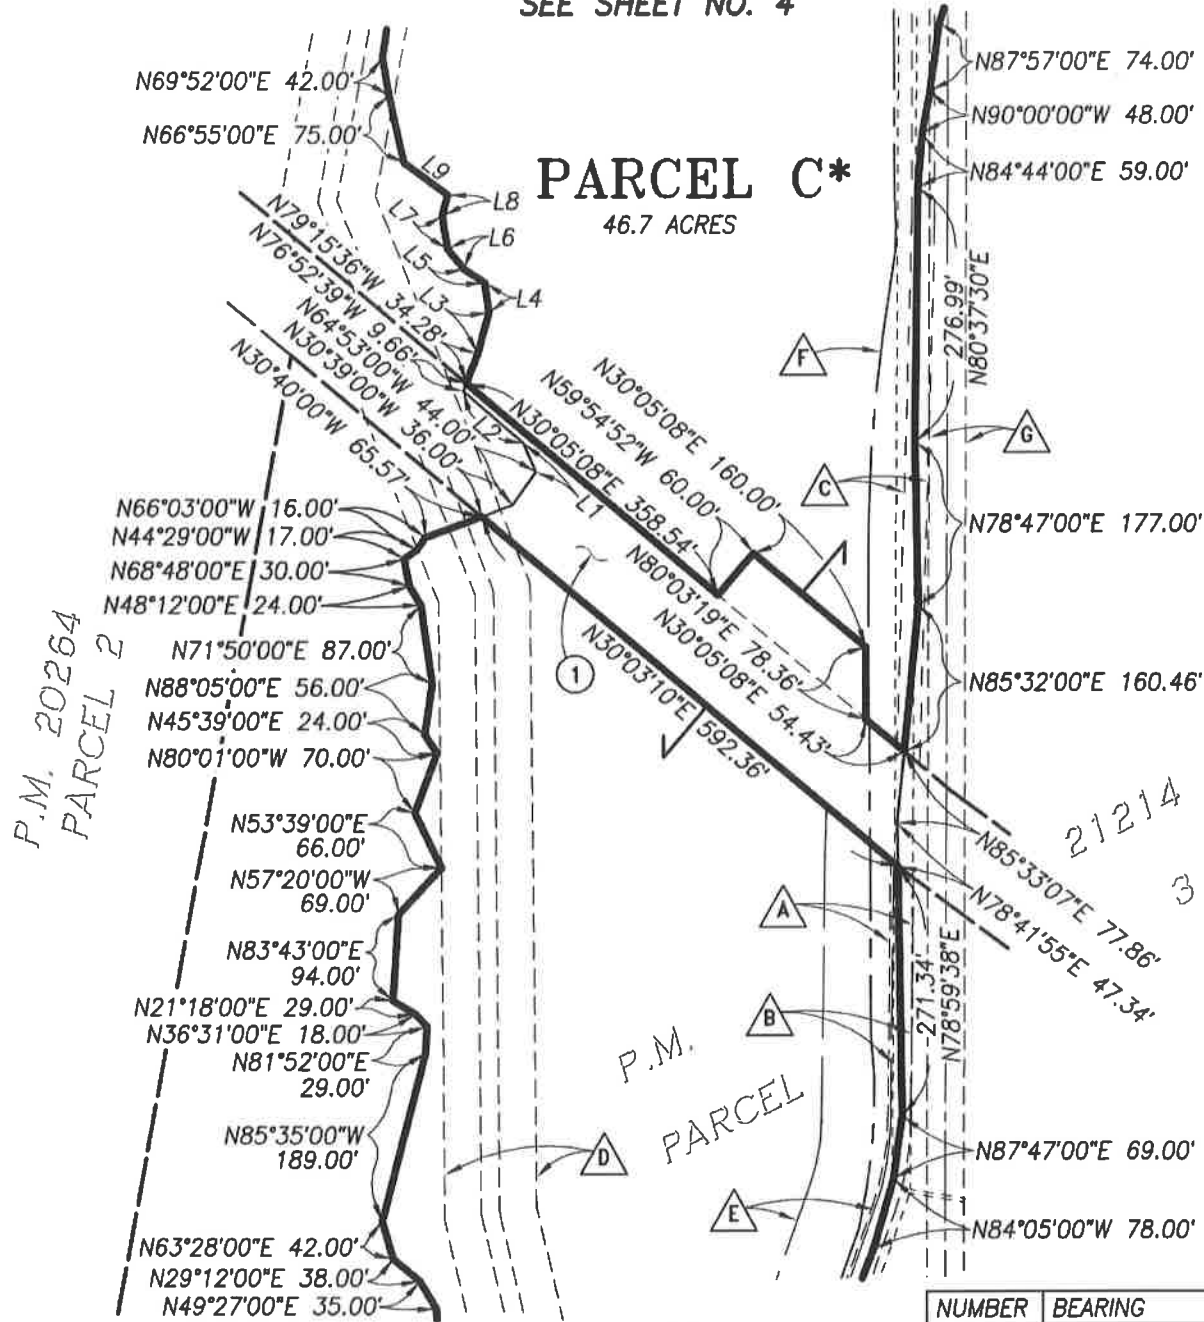 SEE SHEET NO. 4
N69°52'00"E 42.00'
N66°55'00"E 75.00'
PARCEL C*
46.7 ACRES
N87°57'00"E 74.00'
N90°00'00"W 48.00'
N84°44'00"E 59.00'
L9
L8
L7
L6
L5
L4
L3
N79°15'36"W 34.28'
N76°52'39"W 9.66'
N64°53'00"W 44.00'
N30°39'00"W 36.00'
N30°40'00"W 65.57'
L2
L1
N30°05'08"E 358.54'
N59°54'52"W 60.00'
N30°05'08"E 160.00'
F
276.99'
N80°37'30"E
G
C
N78°47'00"E 177.00'
N66°03'00"W 16.00'
N44°29'00"W 17.00'
N68°48'00"E 30.00'
N48°12'00"E 24.00'
N71°50'00"E 87.00'
N88°05'00"E 56.00'
N45°39'00"E 24.00'
N80°01'00"W 70.00'
P.M. 20264
PARCEL 2
1
N80°03'19"E 78.36'
N30°05'08"E 54.43'
N30°03'10"E 592.36'
N85°32'00"E 160.46'
N53°39'00"E
66.00'
N57°20'00"W
69.00'
N83°43'00"E
94.00'
N21°18'00"E 29.00'
N36°31'00"E 18.00'
N81°52'00"E
29.00'
N85°35'00"W
189.00'
21214
3
N85°33'07"E 77.86'
N78°41'55"E 47.34'
A
B
271.34'
N78°59'38"E
P.M.
PARCEL
D
E
N87°47'00"E 69.00'
N84°05'00"W 78.00'
N63°28'00"E 42.00'
N29°12'00"E 38.00'
N49°27'00"E 35.00'
NUMBER BEARING